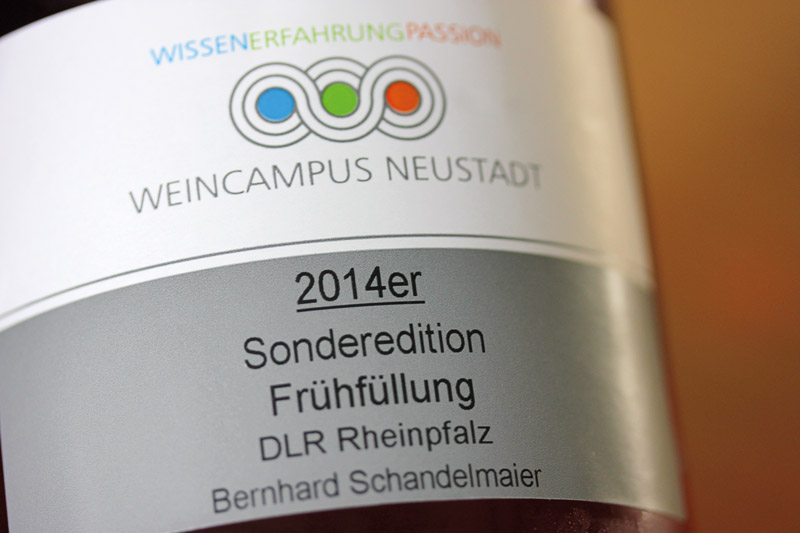 WISSENERFAHRUNGPASSION
WEINCAMPUS NEUSTADT
2014er
Sonderedition
Frühfüllung
DLR Rheinpfalz
Bernhard Schandelmaier